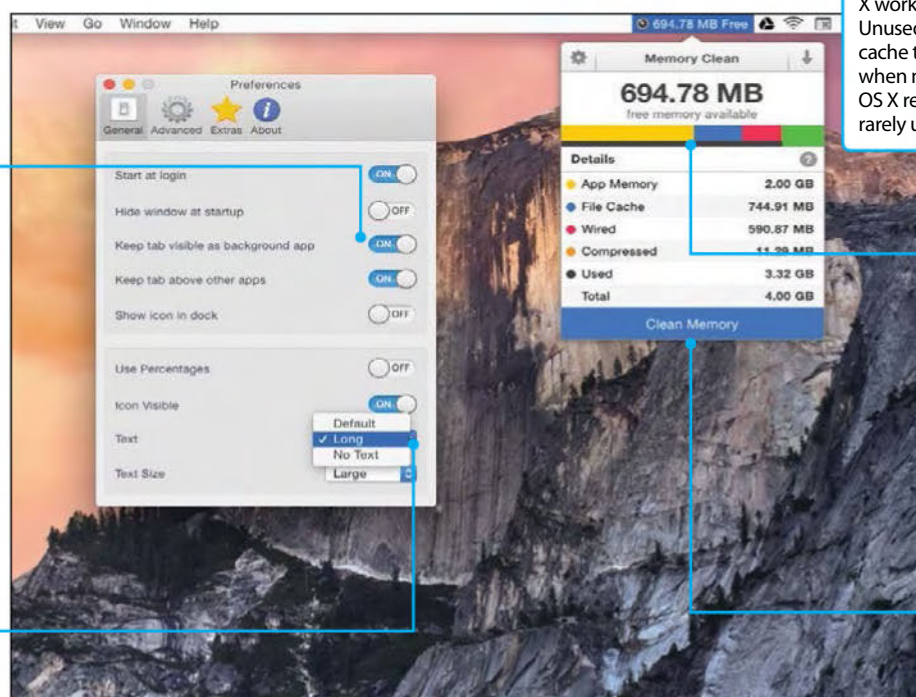 View Go Window Help
694.78 MB Free
X work
Unused
cache t
when n
OS X re
rarely u
Preferences
General Advanced Extras About
Start at login ON
Hide window at startup OFF
Keep tab visible as background app ON
Keep tab above other apps ON
Show icon in dock OFF
Use Percentages OFF
Icon Visible ON
Text
Default
✓ Long
No Text
Text Size Large
Memory Clean
694.78 MB
free memory available
Details ?
App Memory 2.00 GB
File Cache 744.91 MB
Wired 590.87 MB
Compressed 11.29 MB
Used 3.32 GB
Total 4.00 GB
Clean Memory